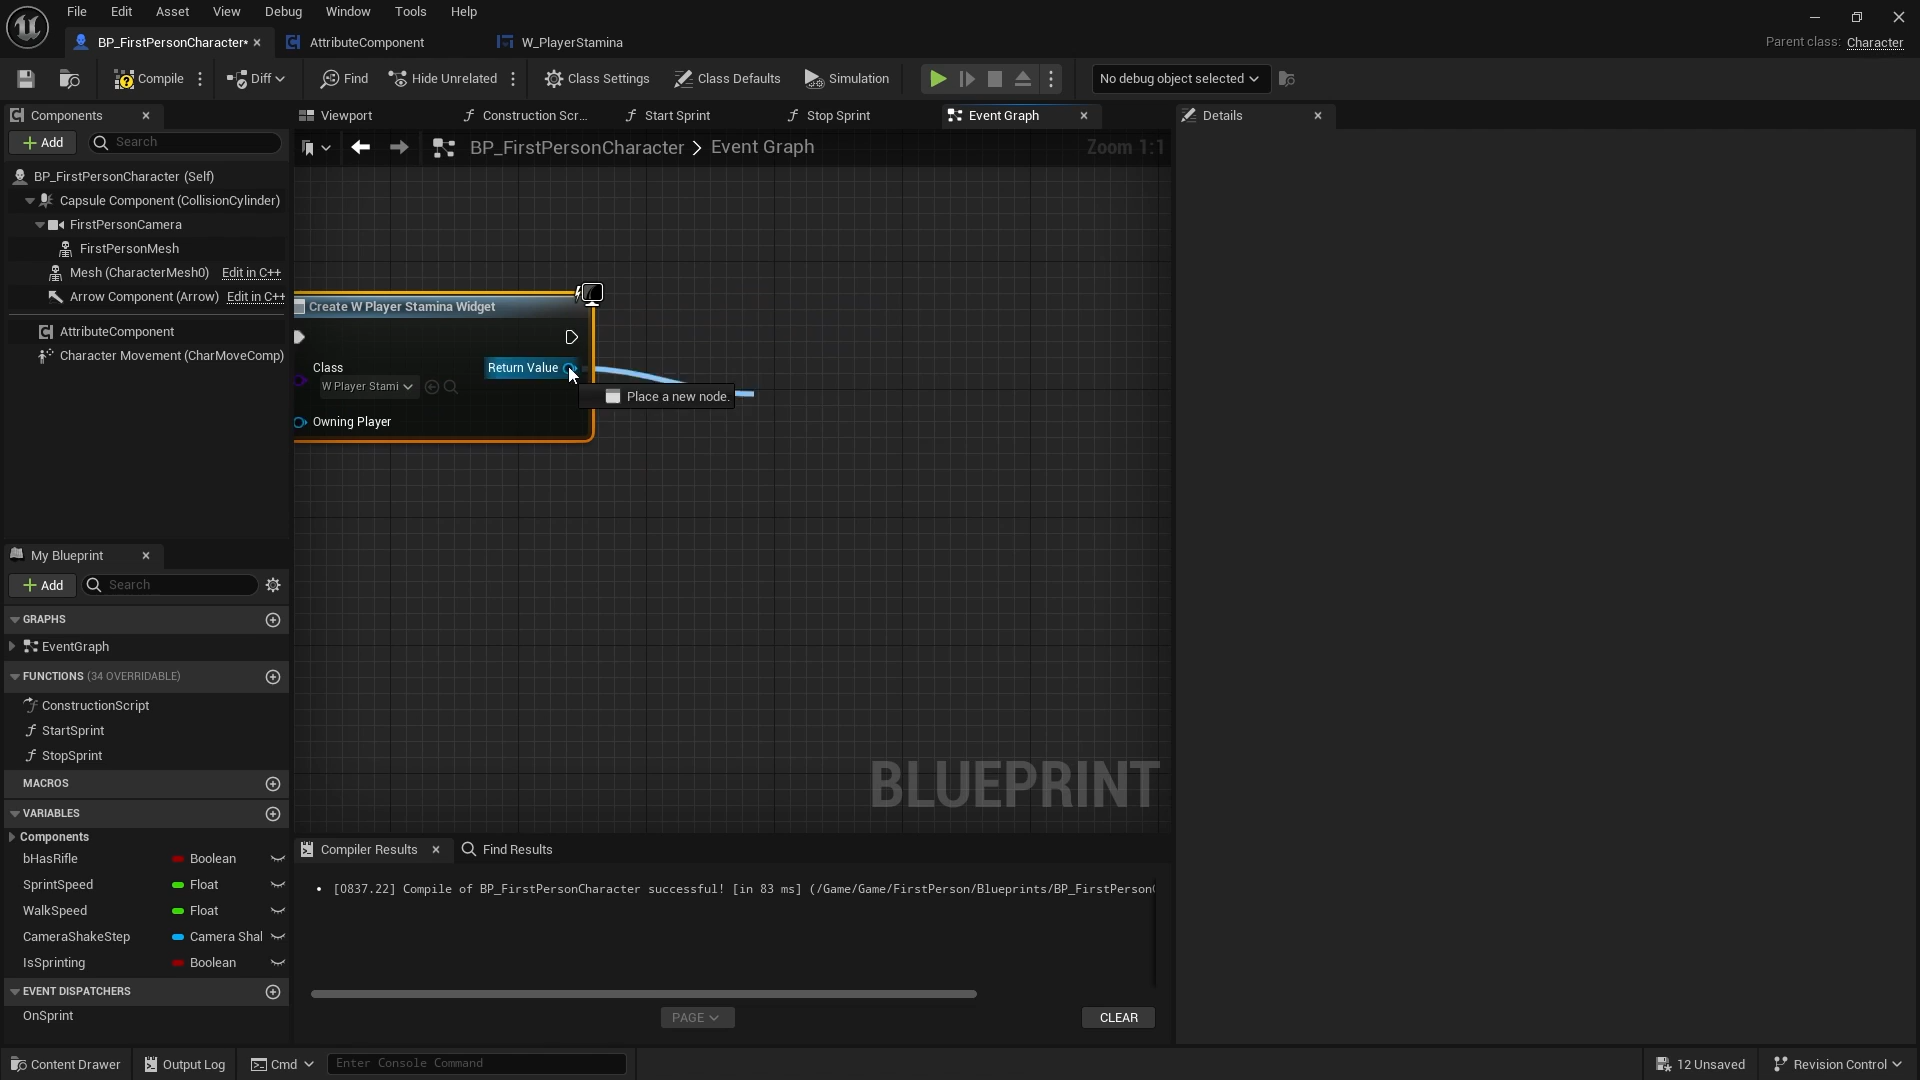 File Edit Asset View Debug Window Tools Help
BP_FirstPersonCharacter* AttributeComponent W_PlayerStamina
Parent class: Character
Compile Diff Find Hide Unrelated Class Settings Class Defaults Simulation No debug object selected
Components
Viewport Construction Scr... Start Sprint Stop Sprint Event Graph
Details
Add Search
BP_FirstPersonCharacter > Event Graph Zoom 1:1
BP_FirstPersonCharacter (Self)
Capsule Component (CollisionCylinder)
FirstPersonCamera
FirstPersonMesh
Mesh (CharacterMesh0) Edit in C++
Arrow Component (Arrow) Edit in C++
AttributeComponent
Character Movement (CharMoveComp)
Create W Player Stamina Widget
Class Return Value
W Player Stami
Place a new node.
Owning Player
BLUEPRINT
My Blueprint
Add Search
GRAPHS
EventGraph
FUNCTIONS (34 OVERRIDABLE)
ConstructionScript
StartSprint
StopSprint
MACROS
VARIABLES
Components
bHasRifle Boolean
SprintSpeed Float
WalkSpeed Float
CameraShakeStep Camera Shal
IsSprinting Boolean
EVENT DISPATCHERS
OnSprint
Compiler Results Find Results
• [0837.22] Compile of BP_FirstPersonCharacter successful! [in 83 ms] (/Game/Game/FirstPerson/Blueprints/BP_FirstPerson
PAGE CLEAR
Content Drawer Output Log Cmd Enter Console Command 12 Unsaved Revision Control